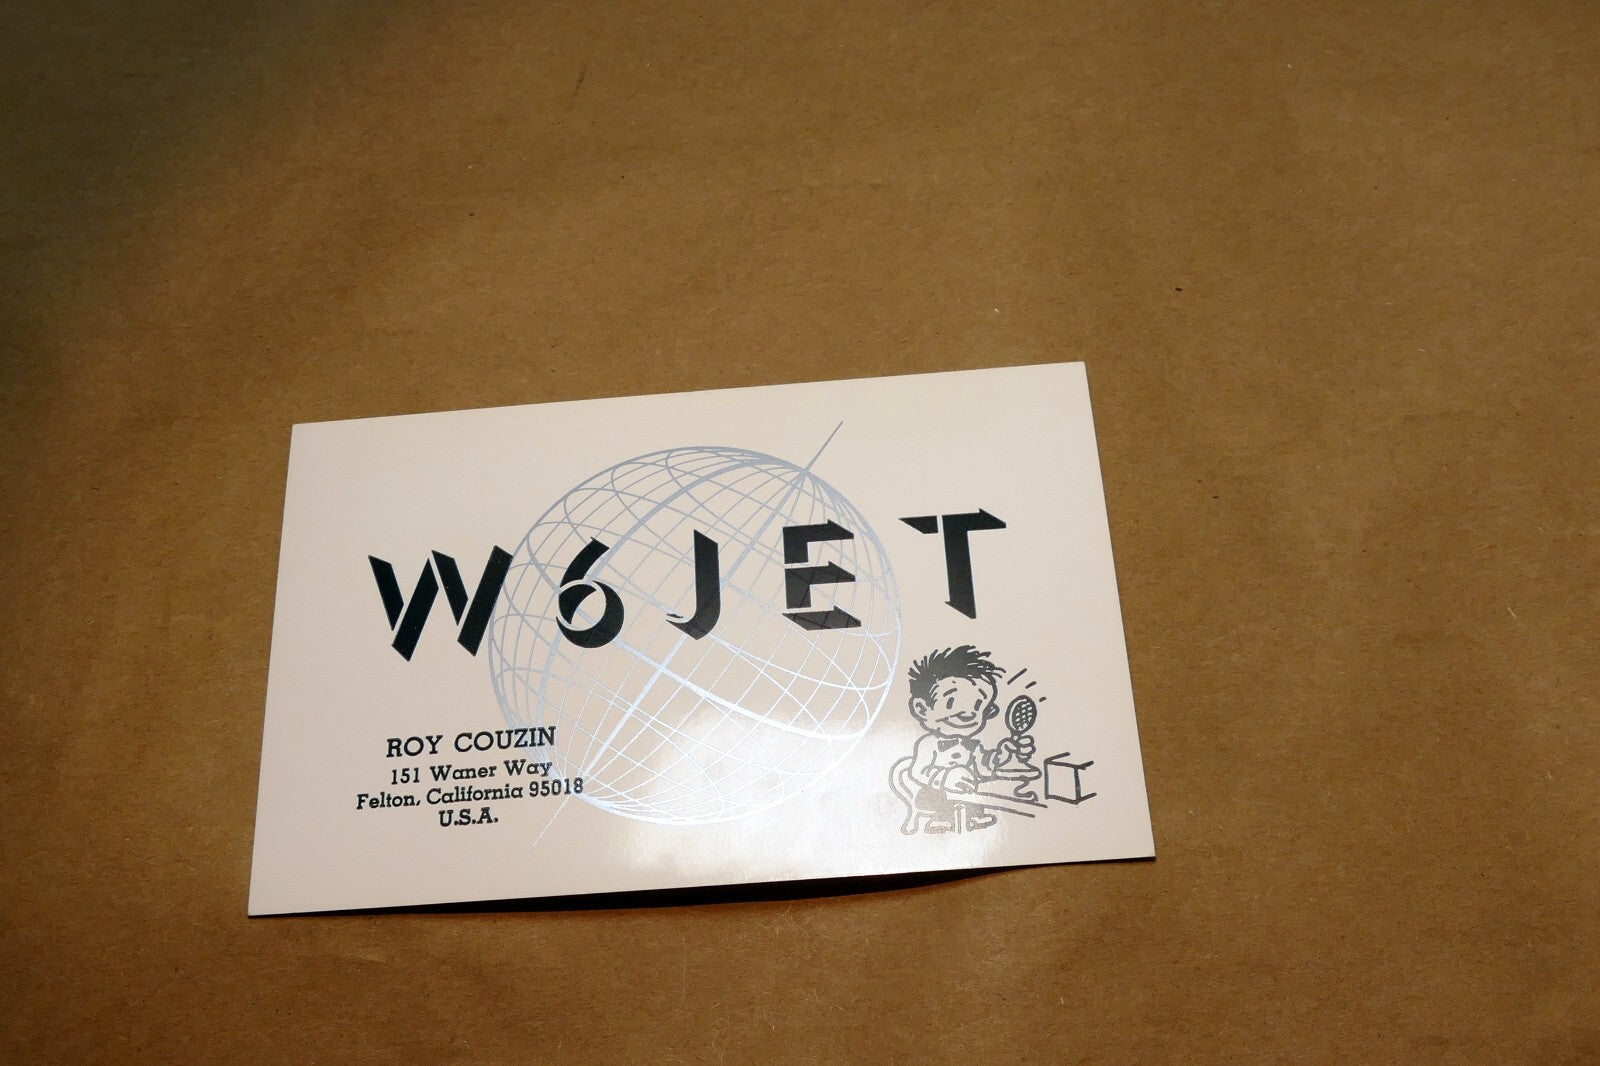 W6JET
ROY COUZIN
151 Waner Way
Felton, California 95018
U.S.A.